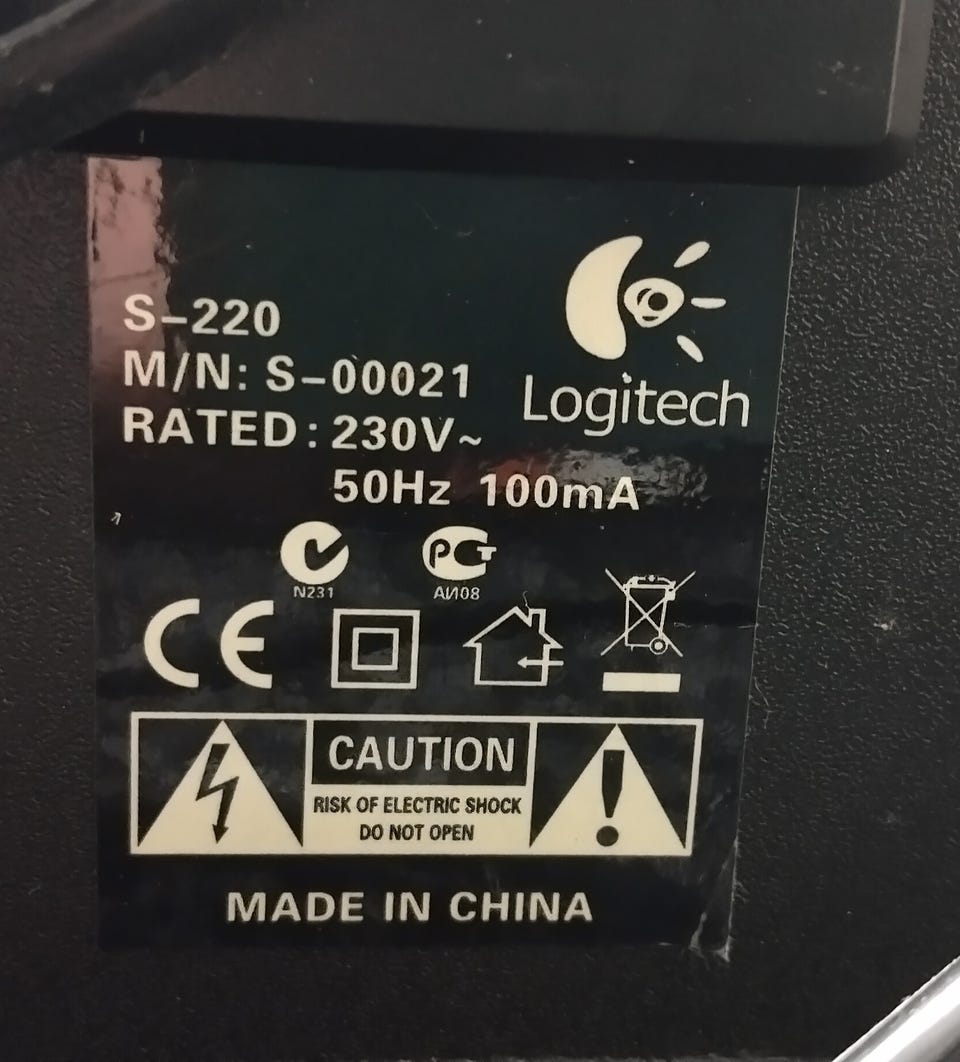 S-220
M/N: S-00021
RATED: 230V~
50Hz 100mA
Logitech
N231
АИ08
CE
CAUTION
RISK OF ELECTRIC SHOCK
DO NOT OPEN
MADE IN CHINA